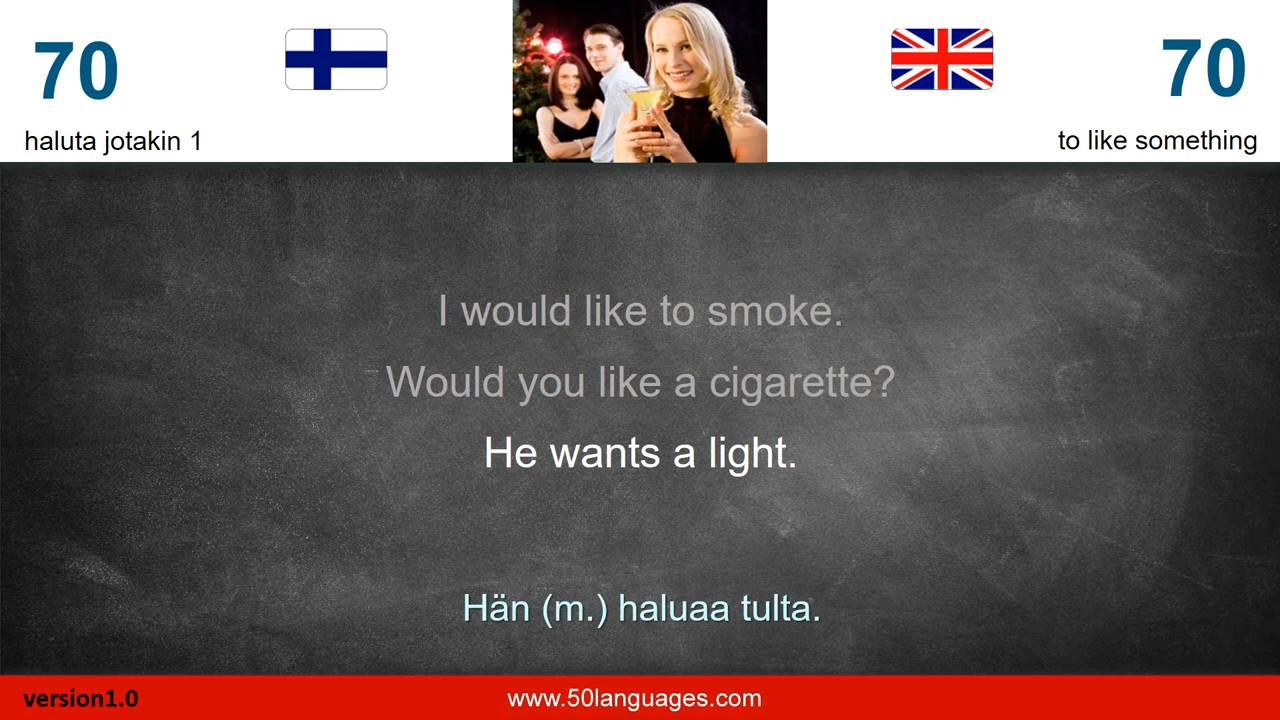 70
70
haluta jotakin 1
to like something
I would like to smoke.
Would you like a cigarette?
He wants a light.
Hän (m.) haluaa tulta.
version1.0
www.50languages.com